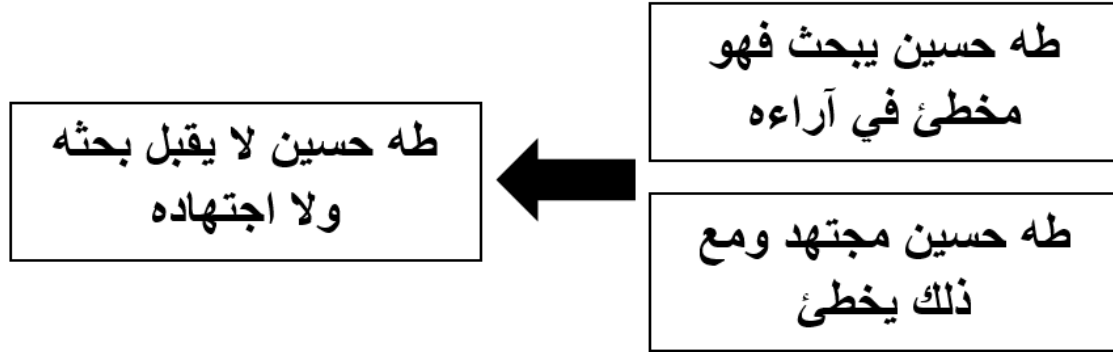 طه حسين يبحث فهو
مخطئ في آراءه
طه حسين مجتهد ومع
ذلك يخطئ
طه حسين لا يقبل بحثه
ولا اجتهاده